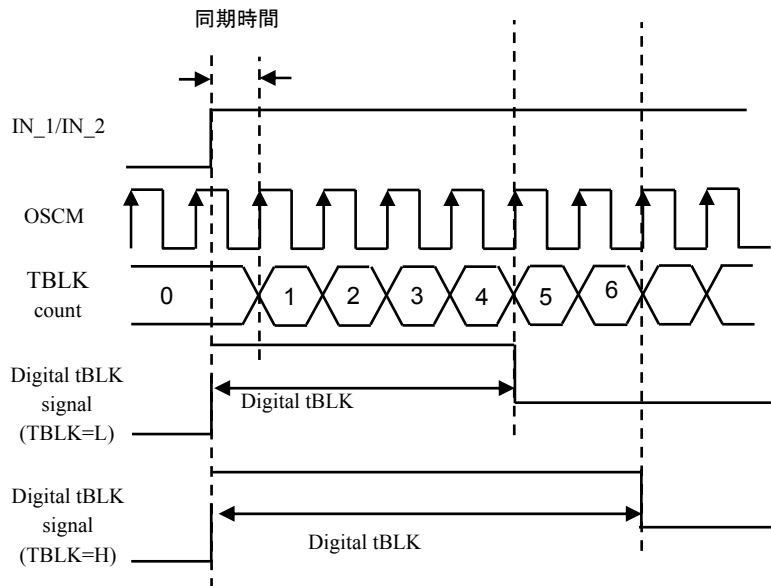 同期時間
IN_1/IN_2
OSCM
TBLK
count
0
1
2
3
4
5
6
Digital tBLK
signal
(TBLK=L)
Digital tBLK
Digital tBLK
signal
(TBLK=H)
Digital tBLK